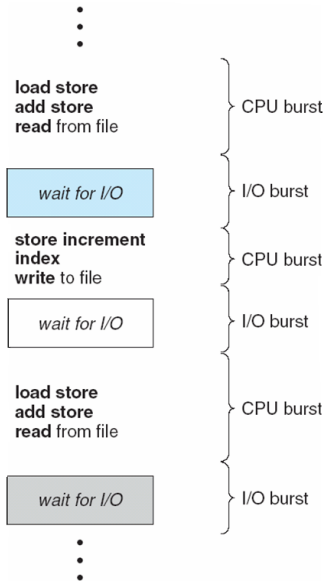 load store
add store
read from file
CPU burst
wait for I/O
I/O burst
store increment
index
write to file
CPU burst
wait for I/O
I/O burst
load store
add store
read from file
CPU burst
wait for I/O
I/O burst